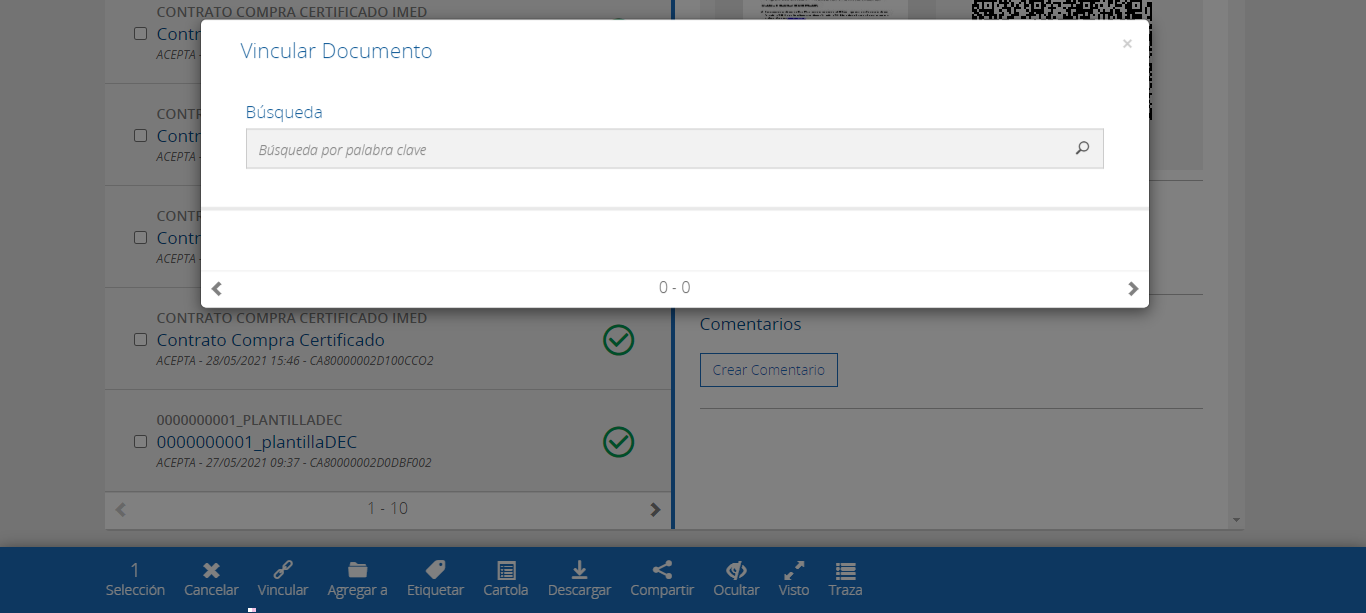 CONTRATO COMPRA CERTIFICADO IMED
Contr
ACEPTA -
Vincular Documento
×
Búsqueda
Búsqueda por palabra clave
CONTR
Contr
ACEPTA -
CONTR
Contr
ACEPTA -
0 - 0
CONTRATO COMPRA CERTIFICADO IMED
Contrato Compra Certificado
ACEPTA - 28/05/2021 15:46 - CA80000002D100CCO2
0000000001_PLANTILLADEC
0000000001_plantillaDEC
ACEPTA - 27/05/2021 09:37 - CA80000002D0DBF002
1 - 10
Comentarios
Crear Comentario
1
Selección
Cancelar
Vincular
Agregar a
Etiquetar
Cartola
Descargar
Compartir
Ocultar
Visto
Traza